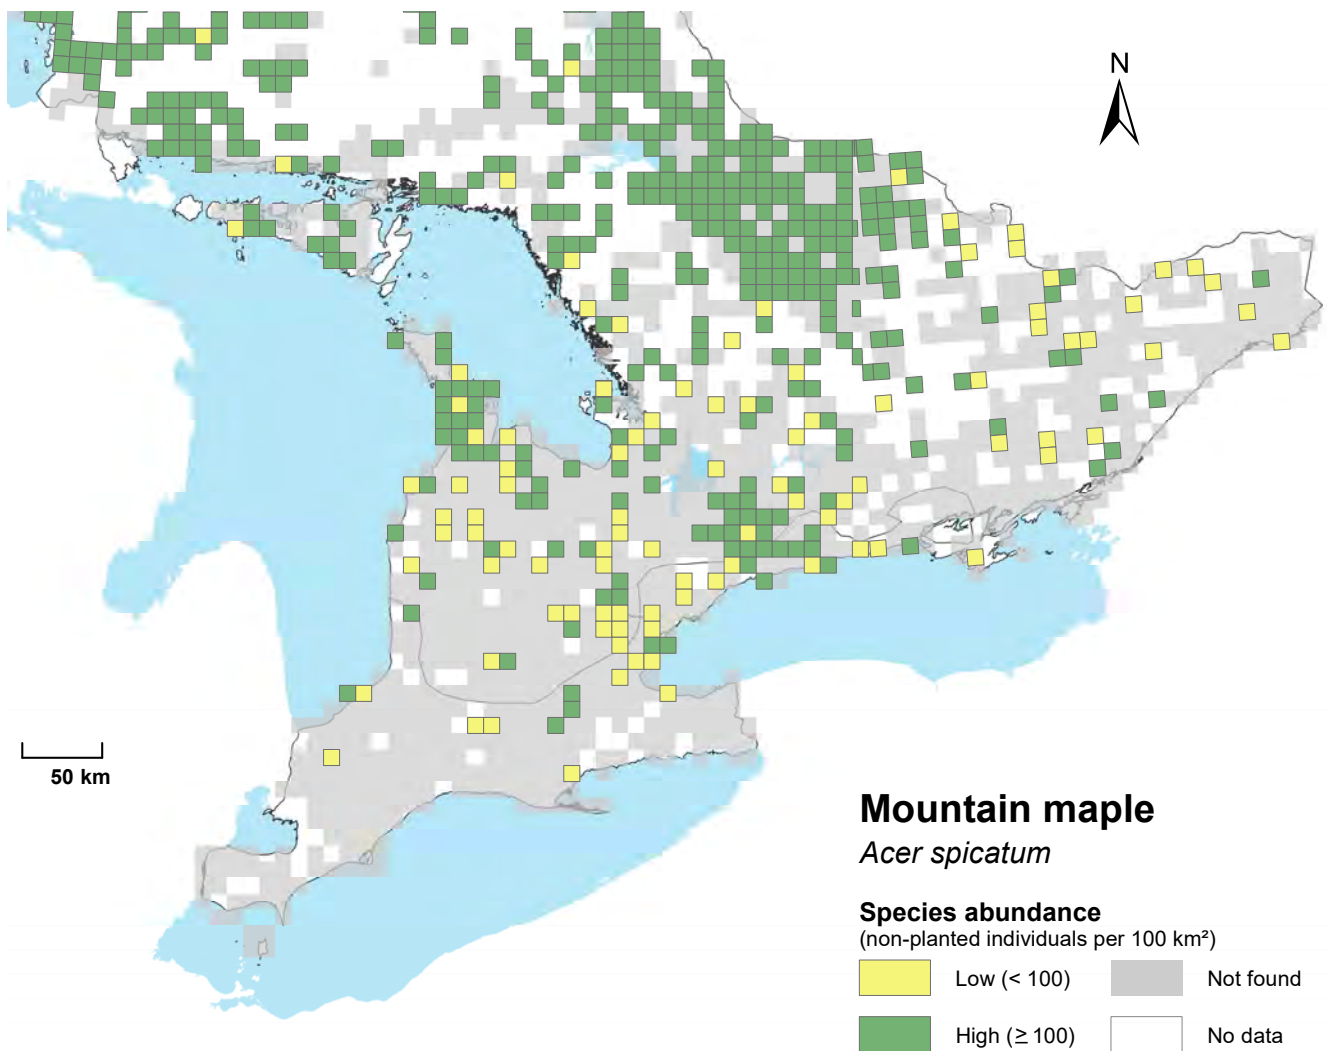 N
50 km
Mountain maple
Acer spicatum
Species abundance
(non-planted individuals per 100 km²)
Low (< 100)
Not found
High (≥ 100)
No data